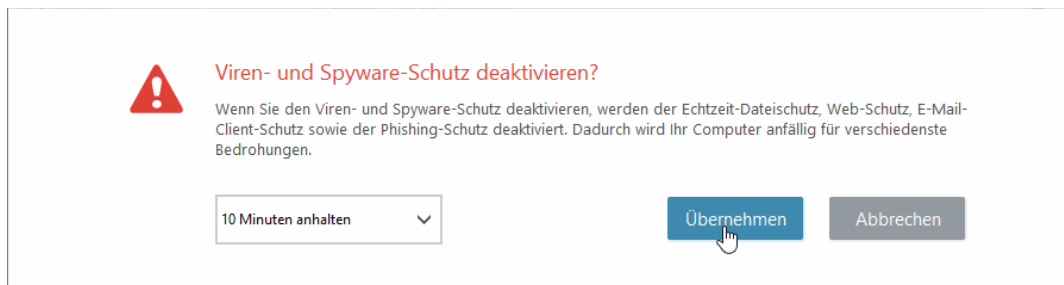 Viren- und Spyware-Schutz deaktivieren?
Wenn Sie den Viren- und Spyware-Schutz deaktivieren, werden der Echtzeit-Dateischutz, Web-Schutz, E-Mail-
Client-Schutz sowie der Phishing-Schutz deaktiviert. Dadurch wird Ihr Computer anfällig für verschiedenste
Bedrohungen.
10 Minuten anhalten
Übernehmen
Abbrechen